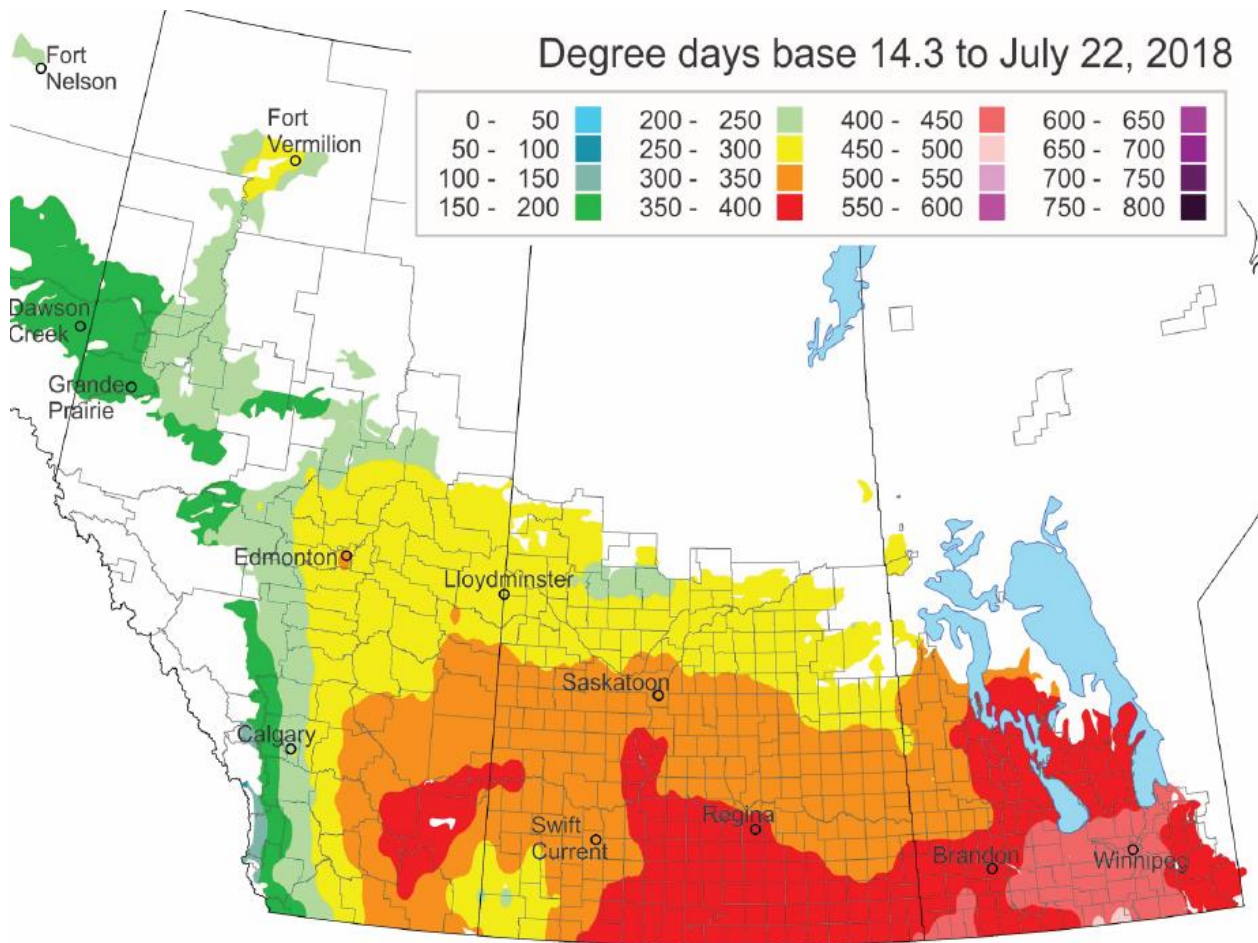 Degree days base 14.3 to July 22, 2018
0 - 50 200 - 250 400 - 450 600 - 650
50 - 100 250 - 300 450 - 500 650 - 700
100 - 150 300 - 350 500 - 550 700 - 750
150 - 200 350 - 400 550 - 600 750 - 800
Fort
Nelson
Fort
Vermilion
Dawson
Creek
Grande
Prairie
Edmonton
Lloydminster
Saskatoon
Calgary
Swift
Current
Regina
Brandon
Winnipeg